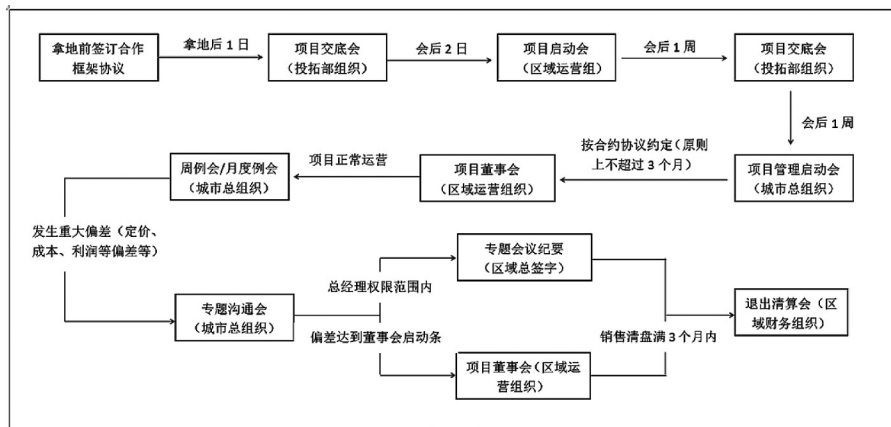 拿地前签订合作
框架协议
拿地后 1 日
项目交底会
（投拓部组织）
会后 2 日
项目启动会
（区域运营组）
会后 1 周
项目交底会
（投拓部组织）
会后 1 周
项目管理启动会
（城市总组织）
按合约协议约定（原则
上不超过 3 个月）
项目董事会
（区域运营组织）
项目正常运营
周例会/月度例会
（城市总组织）
发生重大偏差（定价、
成本、利润等偏差等）
专题沟通会
（城市总组织）
总经理权限范围内
偏差达到董事会启动条
专题会议纪要
（区域总签字）
项目董事会（区域运
营组织）
销售清盘满 3 个月内
退出清算会（区
域财务组织）